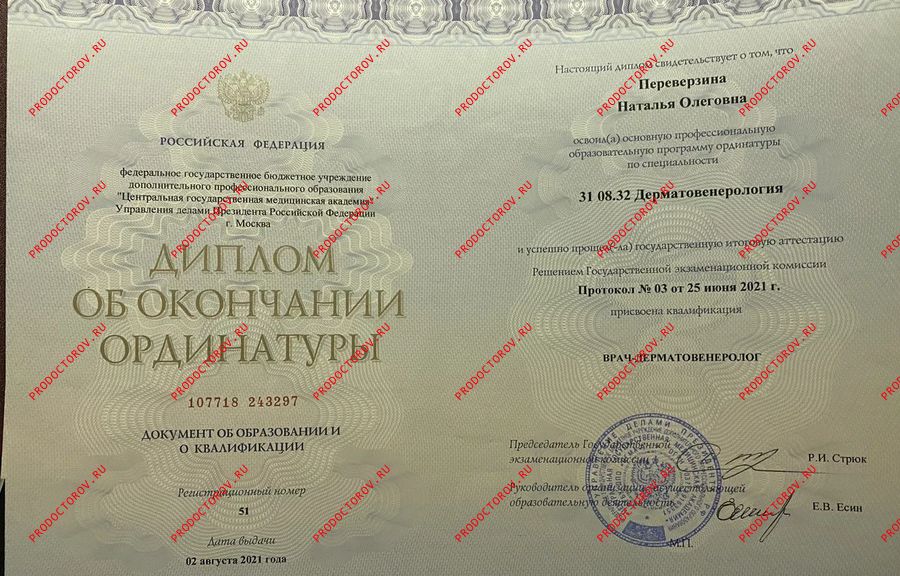 РОССИЙСКАЯ ФЕДЕРАЦИЯ
федеральное государственное бюджетное учреждение
дополнительного профессионального образования
"Центральная государственная медицинская академия"
Управления делами Президента Российской Федерации
г. Москва
ДИПЛОМ
ОБ ОКОНЧАНИИ
ОРДИНАТУРЫ
107718 243297
ДОКУМЕНТ ОБ ОБРАЗОВАНИИ И
О КВАЛИФИКАЦИИ
Регистрационный номер
51
Дата выдачи
02 августа 2021 года
Настоящий диплом свидетельствует о том, что
Переверзина
Наталья Олеговна
освоил(а) основную профессиональную
образовательную программу ординатуры
по специальности
31 08.32 Дерматовенерология
и успешно прошел(-ла) государственную итоговую аттестацию
Решением Государственной экзаменационной комиссии
Протокол № 03 от 25 июня 2021 г.
присвоена квалификация
ВРАЧ-ДЕРМАТОВЕНЕРОЛОГ
Председатель Государственной
экзаменационной комиссии
Р.И. Стрюк
Руководитель организации, осуществляющей
образовательную деятельность
Е.В. Есин
М.П.
PRODOCTOROV.RU